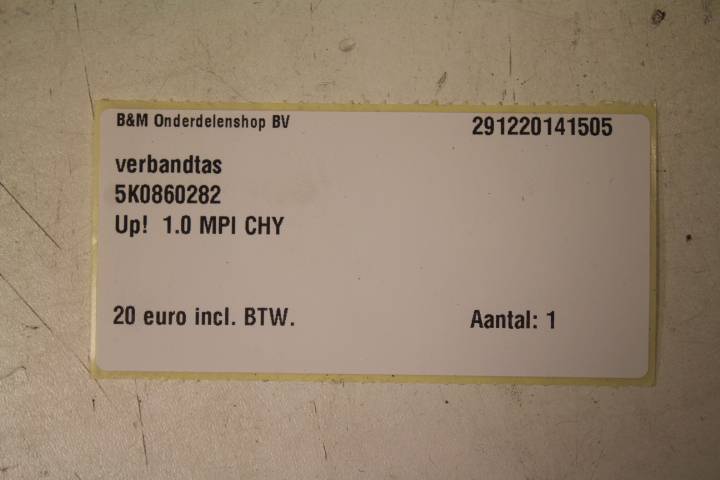 B&M Onderdelenshop BV 291220141505
verbandtas
5K0860282
Up! 1.0 MPI CHY
20 euro incl. BTW. Aantal: 1